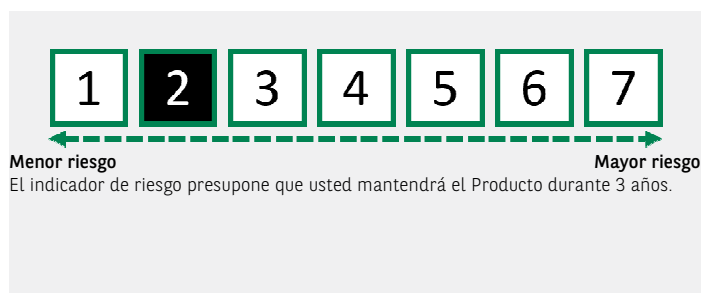 1 2 3 4 5 6 7
Menor riesgo Mayor riesgo
El indicador de riesgo presupone que usted mantendrá el Producto durante 3 años.